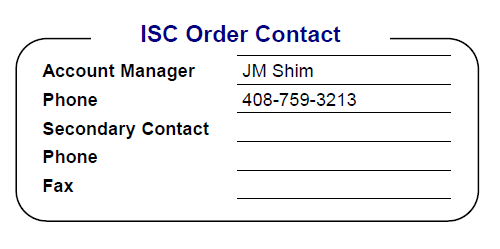 ISC Order Contact
Account Manager JM Shim
Phone 408-759-3213
Secondary Contact
Phone
Fax